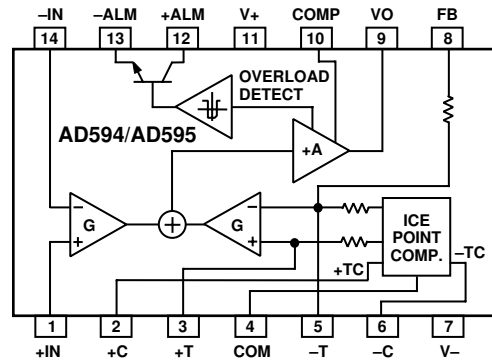 –IN –ALM +ALM V+ COMP VO FB
14 13 12 11 10 9 8
OVERLOAD
DETECT
AD594/AD595
+A
– G +
G – +
ICE
POINT
COMP.
–TC
+TC
1 2 3 4 5 6 7
+IN +C +T COM –T –C V–